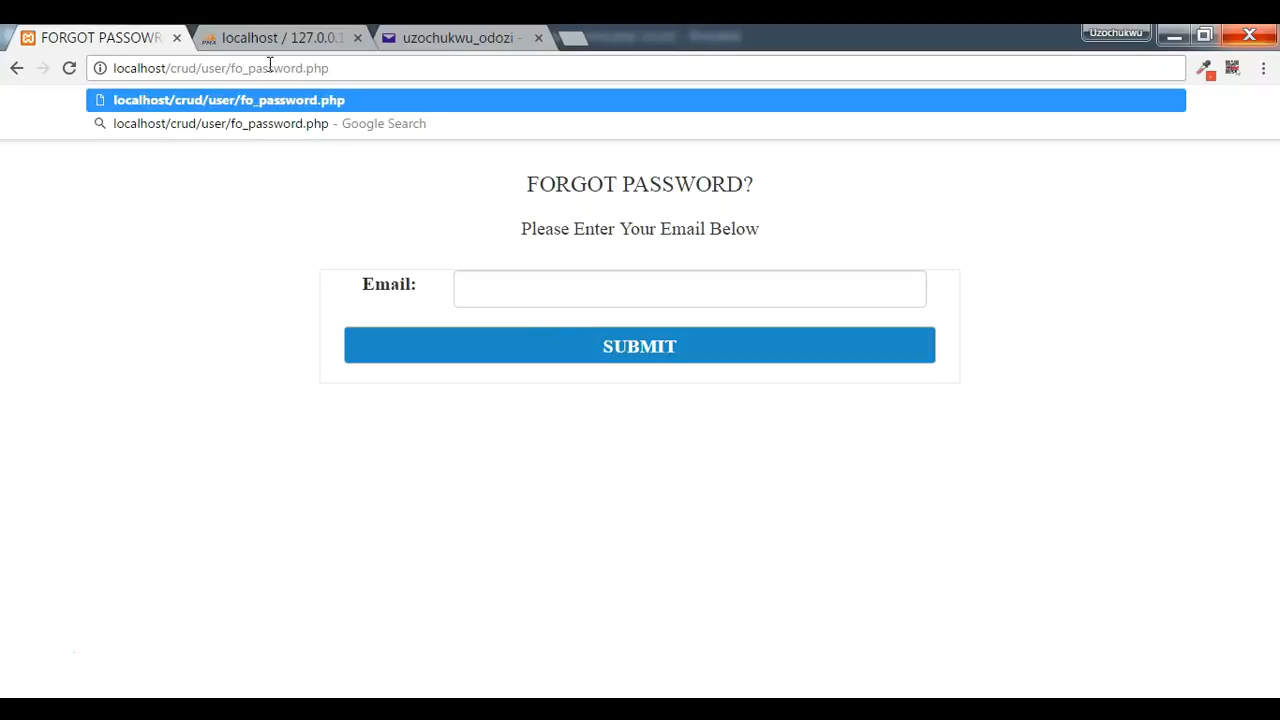 FORGOT PASSOWR
localhost / 127.0.0.1
uzochukwu_odozi -
Uzochukwu
localhost/crud/user/fo_password.php
localhost/crud/user/fo_password.php
localhost/crud/user/fo_password.php - Google Search
FORGOT PASSWORD?
Please Enter Your Email Below
Email:
SUBMIT